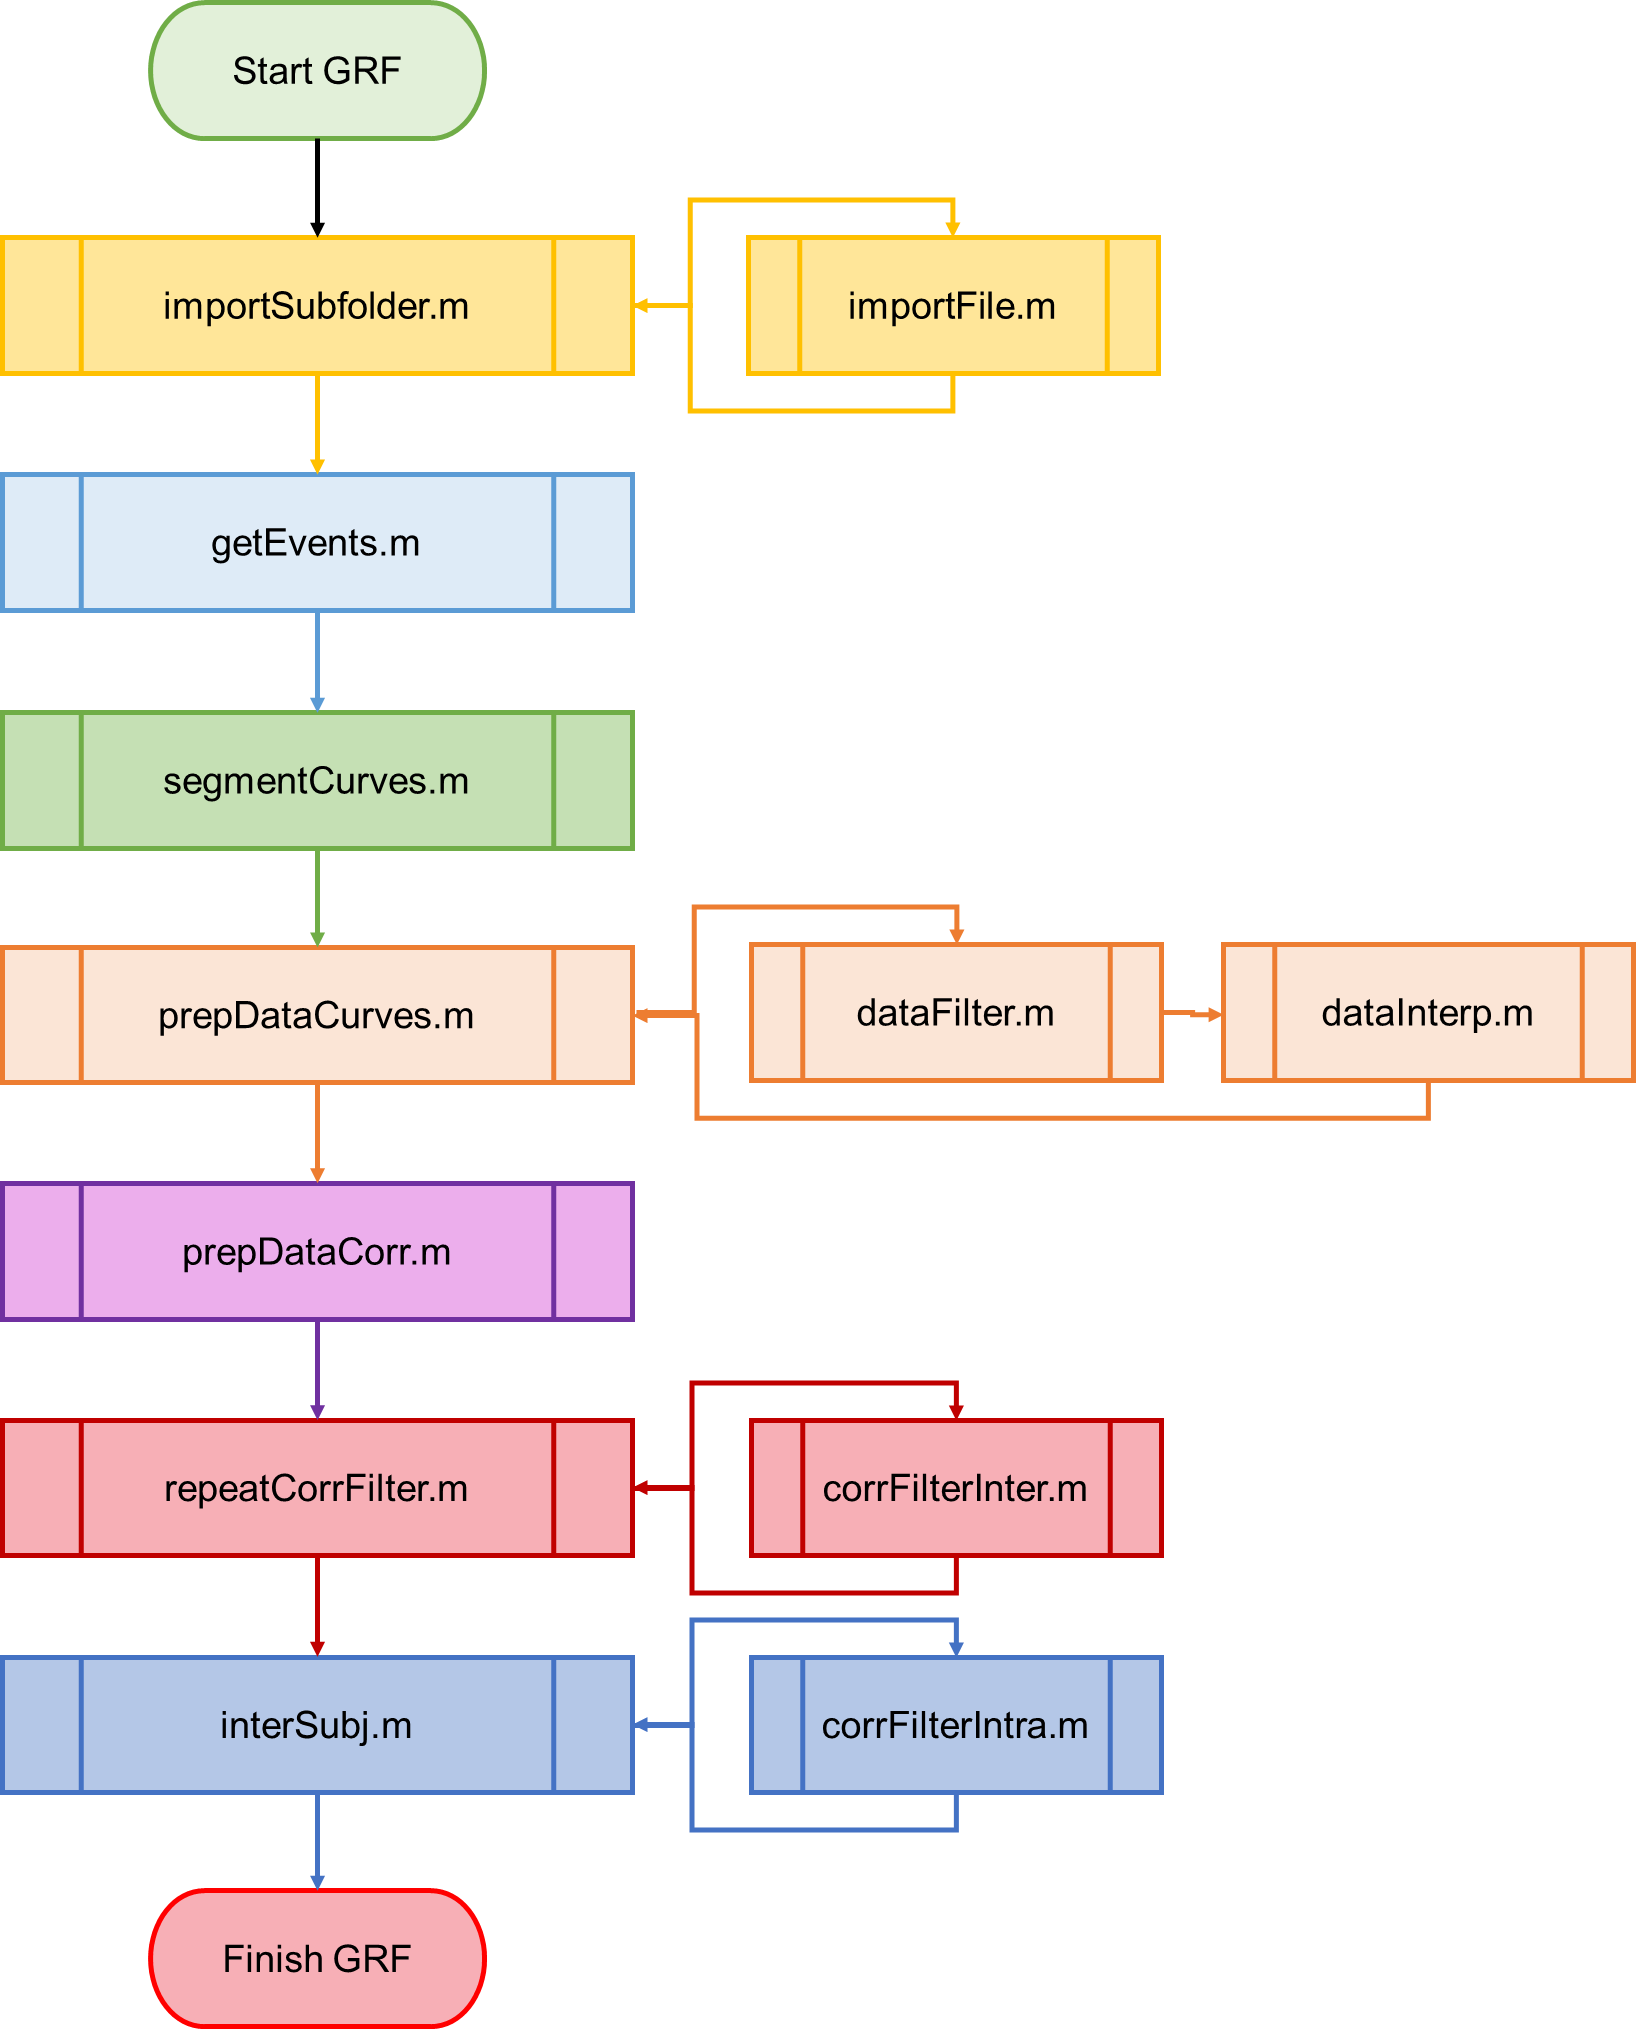 Start GRF
importSubfolder.m
importFile.m
getEvents.m
segmentCurves.m
prepDataCurves.m
dataFilter.m
dataInterp.m
prepDataCorr.m
repeatCorrFilter.m
corrFilterInter.m
interSubj.m
corrFilterIntra.m
Finish GRF